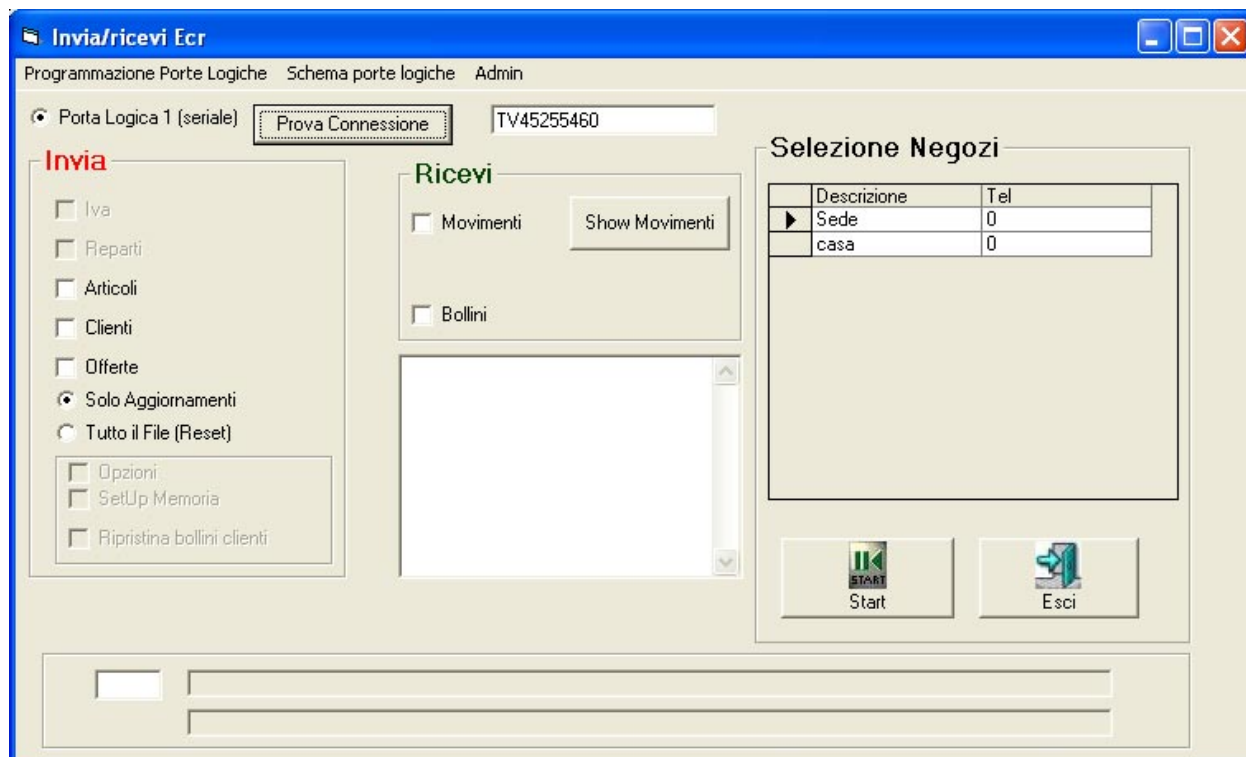 Invia/ricevi Ecr
Programmazione Porte Logiche Schema porte logiche Admin
Porta Logica 1 (seriale) Prova Connessione TV45255460
Invia
Iva
Reparti
Articoli
Clienti
Offerte
Solo Aggiornamenti
Tutto il File (Reset)
Opzioni
SetUp Memoria
Ripristina bollini clienti
Ricevi
Movimenti Show Movimenti
Bollini
Selezione Negozi
Descrizione Tel
Sede 0
casa 0
START
Start Esci